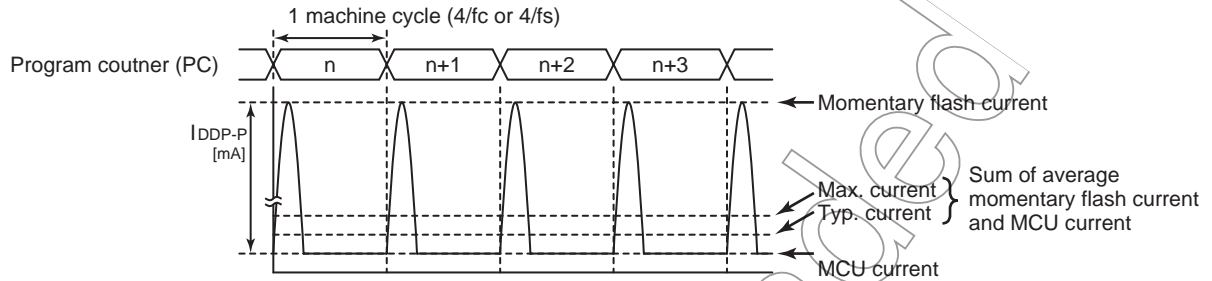 1 machine cycle (4/fc or 4/fs)
Program coutner (PC)
n
n+1
n+2
n+3
Momentary flash current
IDDP-P
[mA]
Max. current
Typ. current
Sum of average
momentary flash current
and MCU current
MCU current
ded